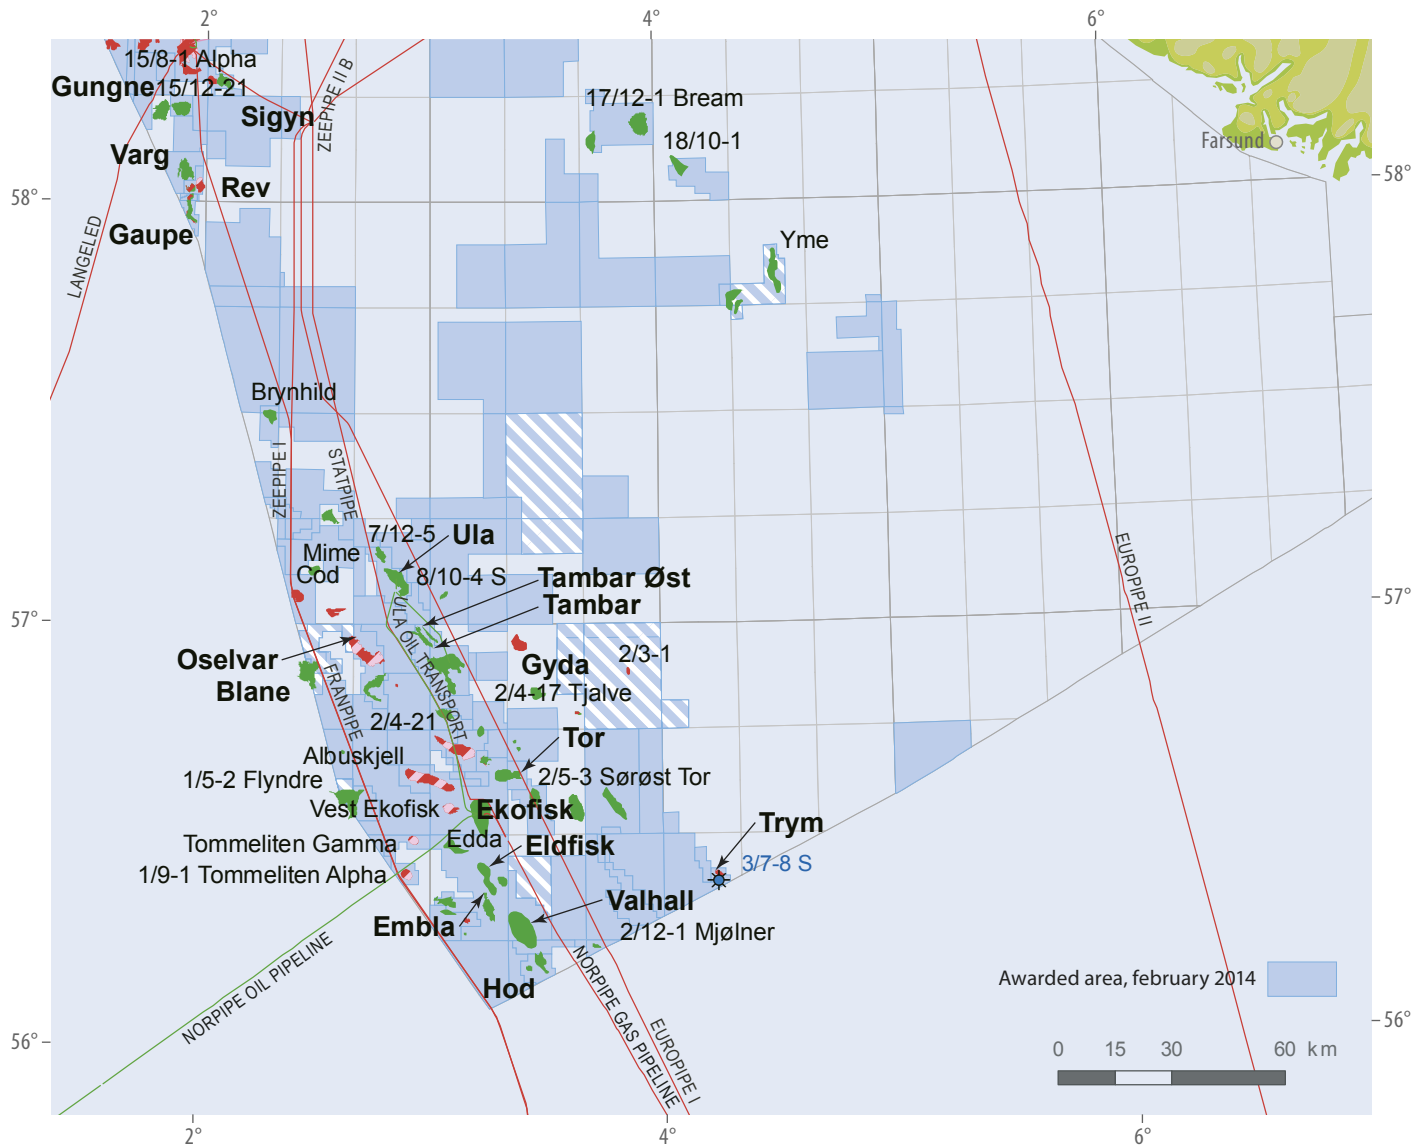 2°
4°
6°
15/8-1 Alpha
Gungne
15/12-21
Sigyn
ZEEPIPE II B
17/12-1 Bream
18/10-1
Farsund
Varg
Rev
58°
58°
Gaupe
LANGELED
Yme
Brynhild
ZEEPIPE I
STATPIPE
7/12-5
Ula
Mime
Cod
8/10-4 S
Tambar Øst
Tambar
EUROPIPE II
57°
57°
ULA OIL TRANSPORT
Oselvar
Gyda
2/3-1
Blane
FRANPIPE
2/4-17 Tjalve
2/4-21
Tor
Albuskjell
1/5-2 Flyndre
2/5-3 Sørøst Tor
Vest Ekofisk
Ekofisk
Trym
Tommeliten Gamma
Edda
Eldfisk
3/7-8 S
1/9-1 Tommeliten Alpha
Valhall
Embla
2/12-1 Mjølner
NORPIPE OIL PIPELINE
Hod
NORPIPE GAS PIPELINE
EUROPIPE I
Awarded area, february 2014
56°
56°
0 15 30 60 km
2°
4°
6°